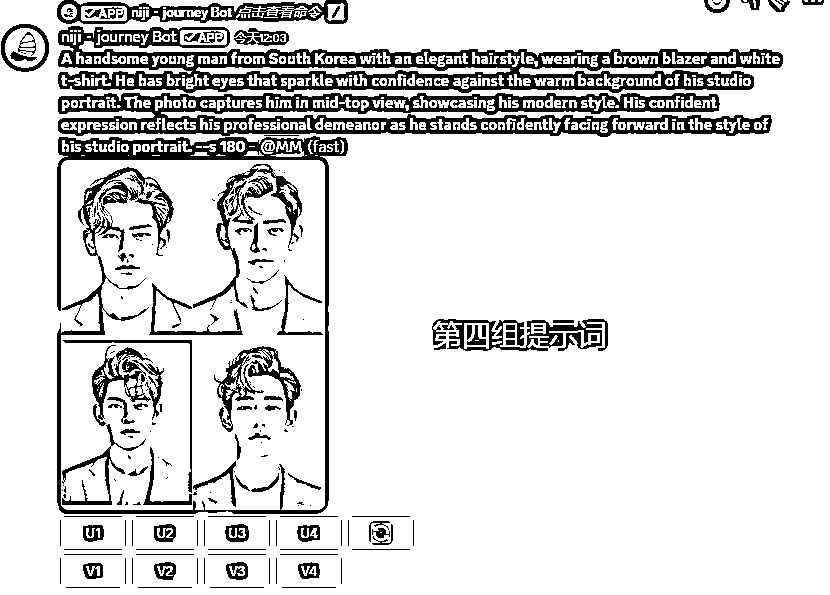 APP niji - journey Bot 点击查看命令
niji - journey Bot APP 今天12:03
A handsome young man from South Korea with an elegant hairstyle, wearing a brown blazer and white
t-shirt. He has bright eyes that sparkle with confidence against the warm background of his studio
portrait. The photo captures him in mid-top view, showcasing his modern style. His confident
expression reflects his professional demeanor as he stands confidently facing forward in the style of
his studio portrait. --s 180 - @MM (fast)
第四组提示词
U1 U2 U3 U4
V1 V2 V3 V4